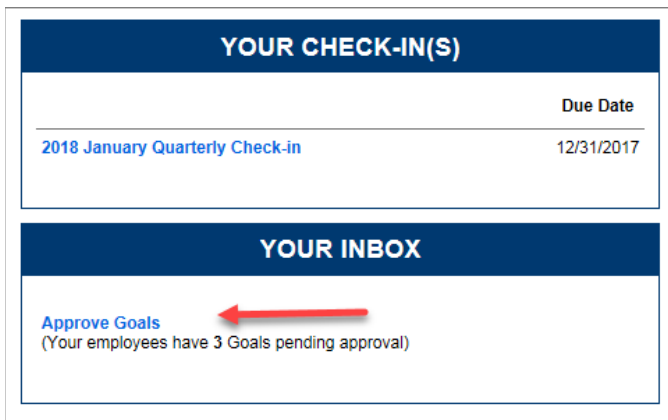 YOUR CHECK-IN(S)
Due Date
2018 January Quarterly Check-in 12/31/2017
YOUR INBOX
Approve Goals
(Your employees have 3 Goals pending approval)